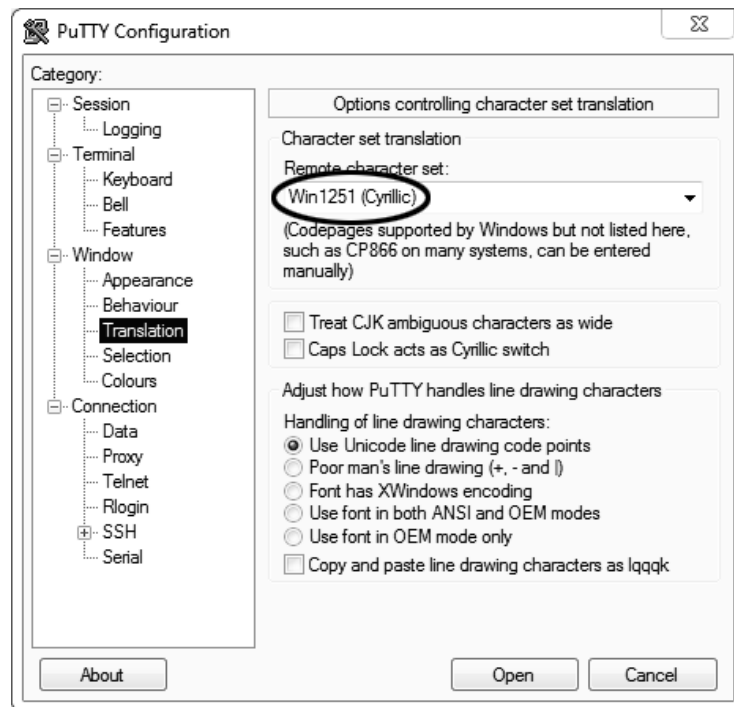 PuTTY Configuration
Category:
Session
Logging
Terminal
Keyboard
Bell
Features
Window
Appearance
Behaviour
Translation
Selection
Colours
Connection
Data
Proxy
Telnet
Rlogin
SSH
Serial
Options controlling character set translation
Character set translation
Remote character set:
Win1251 (Cyrillic)
(Codepages supported by Windows but not listed here,
such as CP866 on many systems, can be entered
manually)
Treat CJK ambiguous characters as wide
Caps Lock acts as Cyrillic switch
Adjust how PuTTY handles line drawing characters
Handling of line drawing characters:
Use Unicode line drawing code points
Poor man's line drawing (+, - and |)
Font has XWindows encoding
Use font in both ANSI and OEM modes
Use font in OEM mode only
Copy and paste line drawing characters as lqqqk
About
Open
Cancel